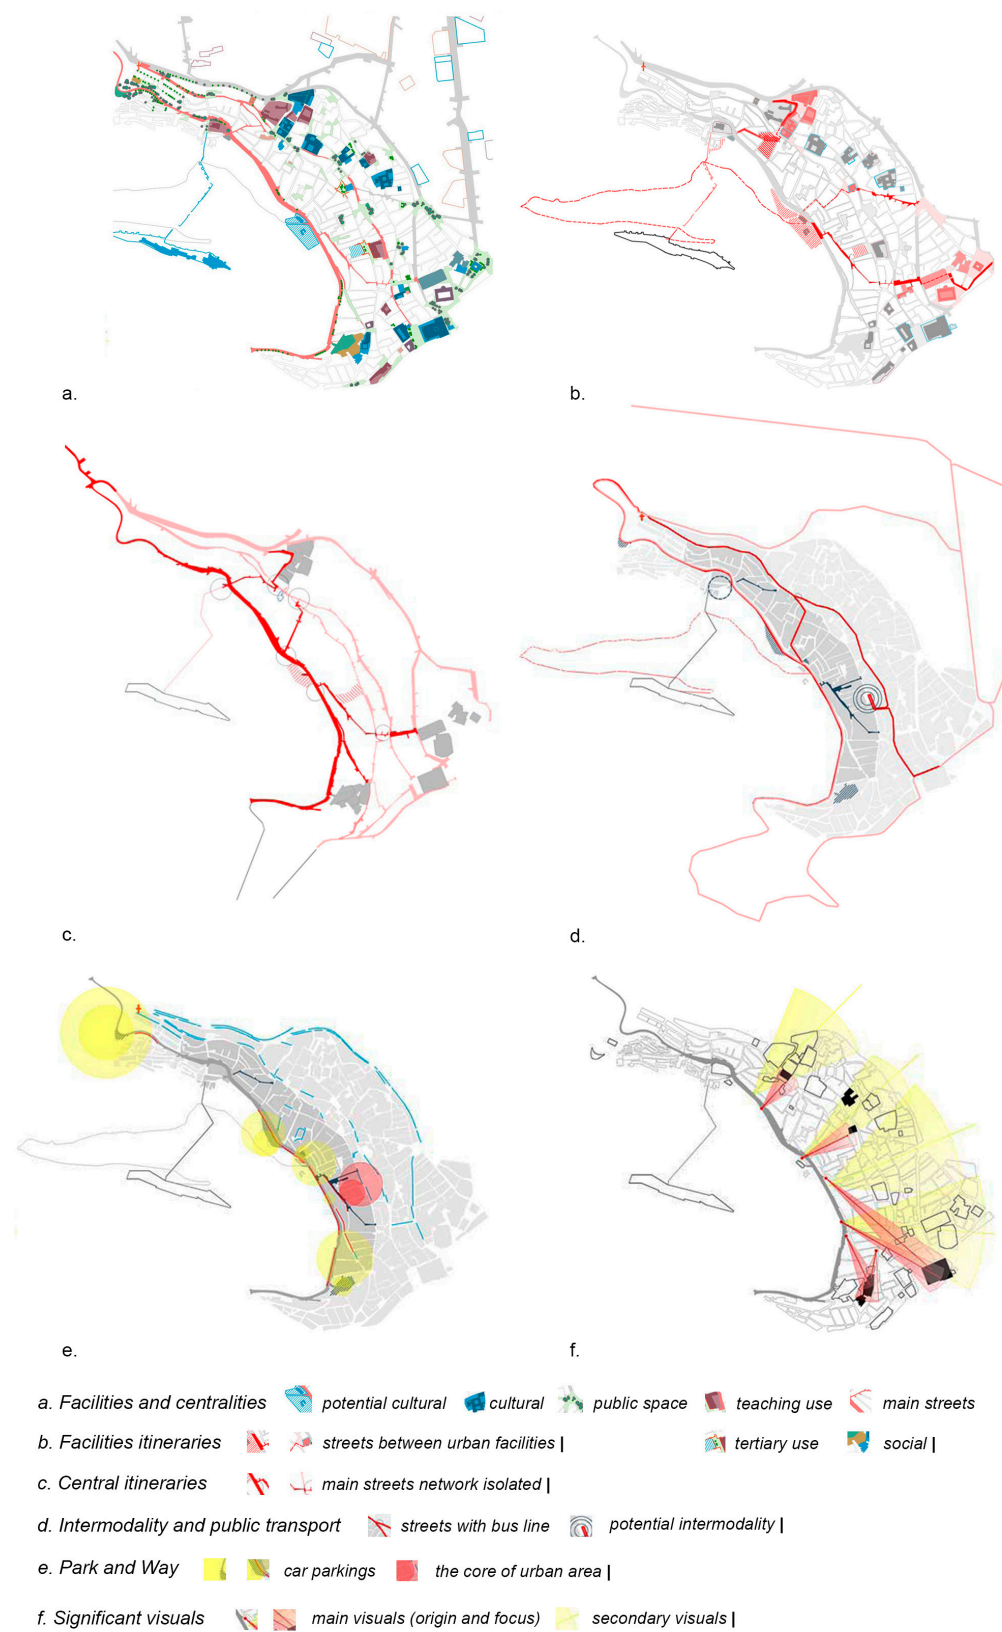 a.
b.
c.
d.
e.
f.
a. Facilities and centralities potential cultural cultural public space teaching use main streets
b. Facilities itineraries streets between urban facilities | tertiary use social |
c. Central itineraries main streets network isolated |
d. Intermodality and public transport streets with bus line potential intermodality |
e. Park and Way car parkings the core of urban area |
f. Significant visuals main visuals (origin and focus) secondary visuals |